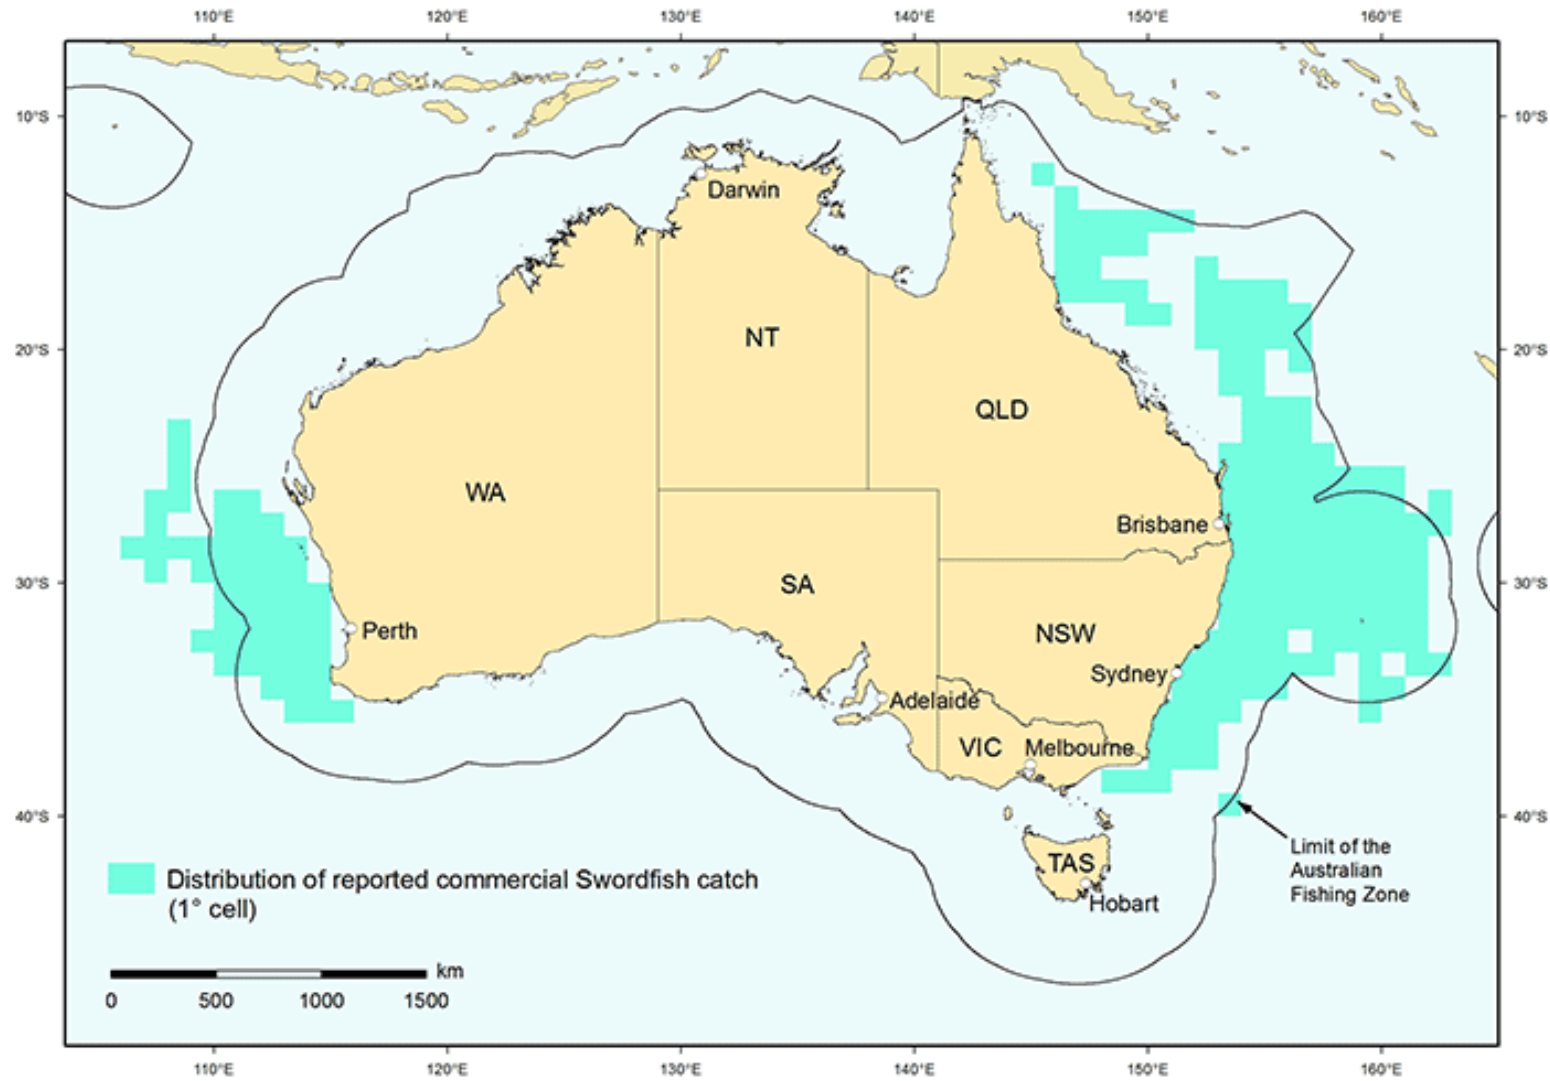 110°E 120°E 130°E 140°E 150°E 160°E
10°S 10°S
Darwin
NT
20°S 20°S
QLD
WA
Brisbane
SA
30°S 30°S
Perth
NSW
Sydney
Adelaide
VIC Melbourne
40°S 40°S
Limit of the
Australian
Fishing Zone
TAS
Hobart
Distribution of reported commercial Swordfish catch
(1° cell)
km
0 500 1000 1500
110°E 120°E 130°E 140°E 150°E 160°E